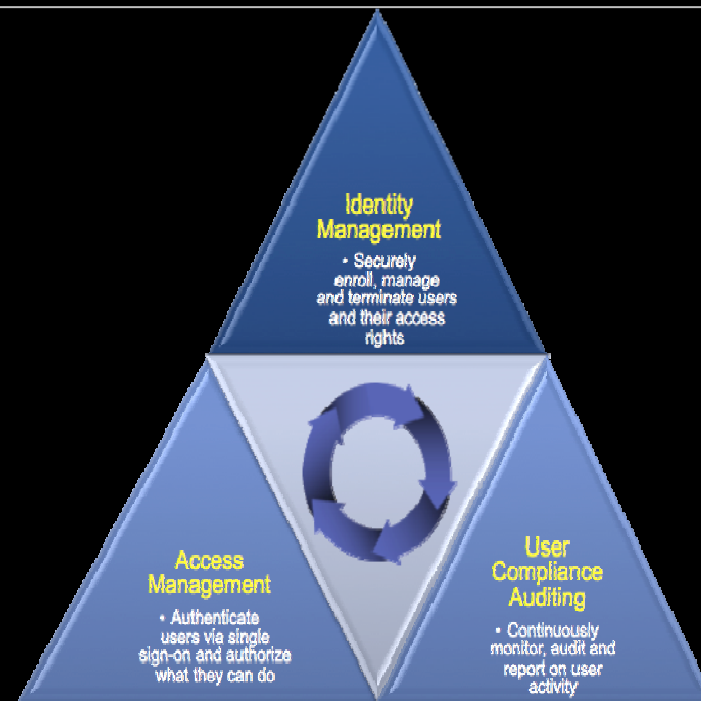 Identity
Management
• Securely
enroll, manage
and terminate users
and their access
rights
Access
Management
• Authenticate
users via single
sign-on and authorize
what they can do
User
Compliance
Auditing
• Continuously
monitor, audit and
report on user
activity